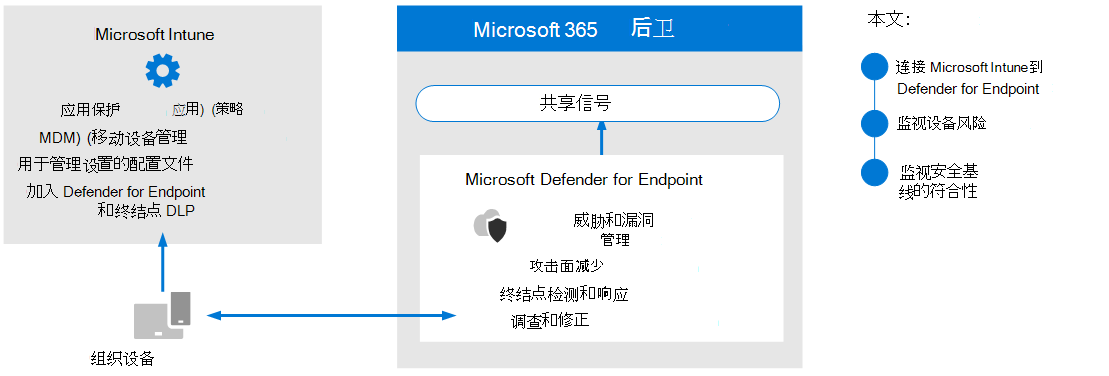 Microsoft Intune
应用保护 应用) (策略
MDM) (移动设备管理
用于管理设置的配置文件
加入 Defender for Endpoint
和终结点 DLP
组织设备
Microsoft 365 后卫
共享信号
Microsoft Defender for Endpoint
威胁和漏洞
管理
攻击面减少
终结点检测和响应
调查和修正
本文：
连接 Microsoft Intune到
Defender for Endpoint
监视设备风险
监视安全基
线的符合性